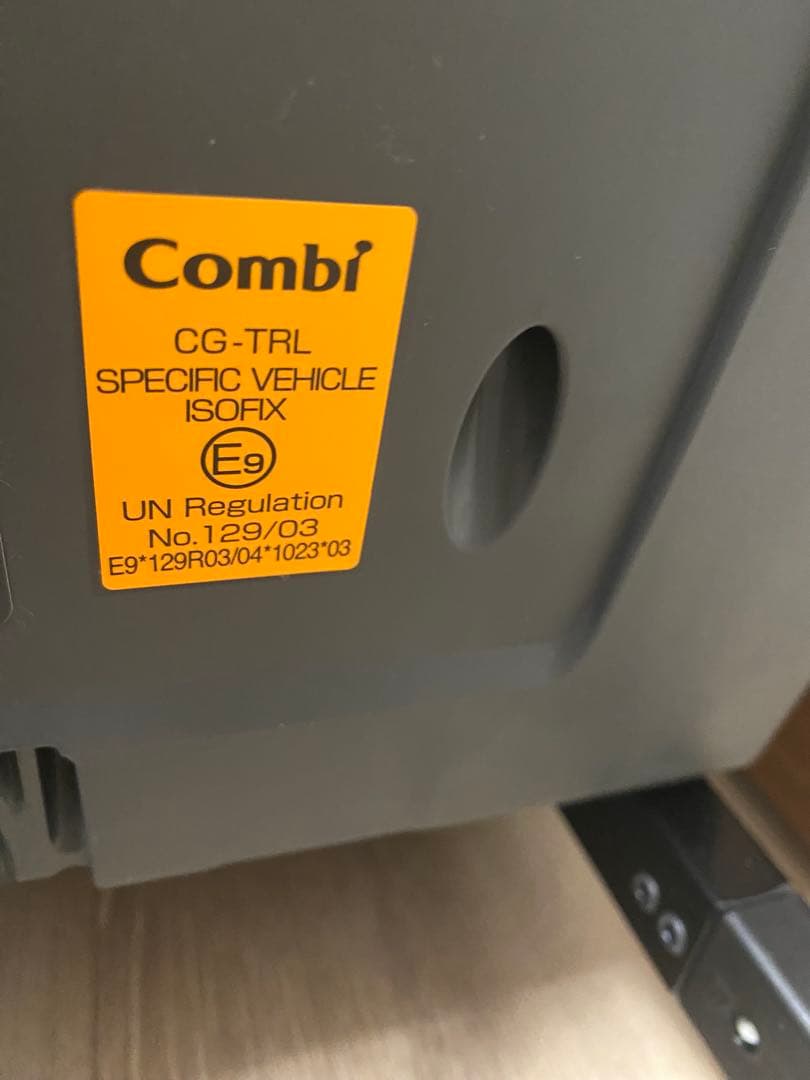 Combi
CG-TRL
SPECIFIC VEHICLE
ISOFIX
E9
UN Regulation
No.129/03
E9*129R03/04*1023*03